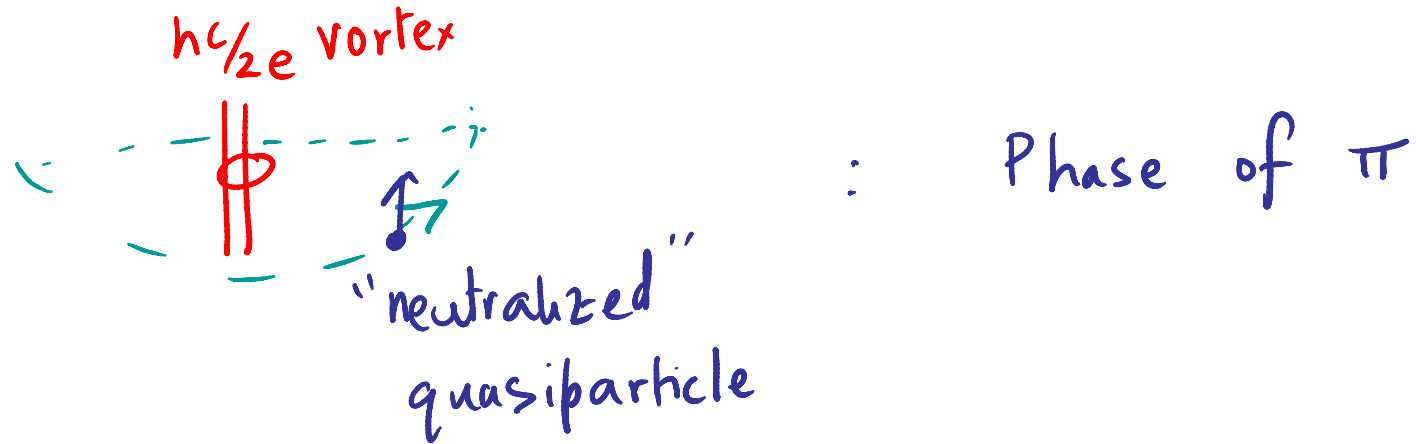 hc/2e vortex
: Phase of π
"neutralized"
quasiparticle